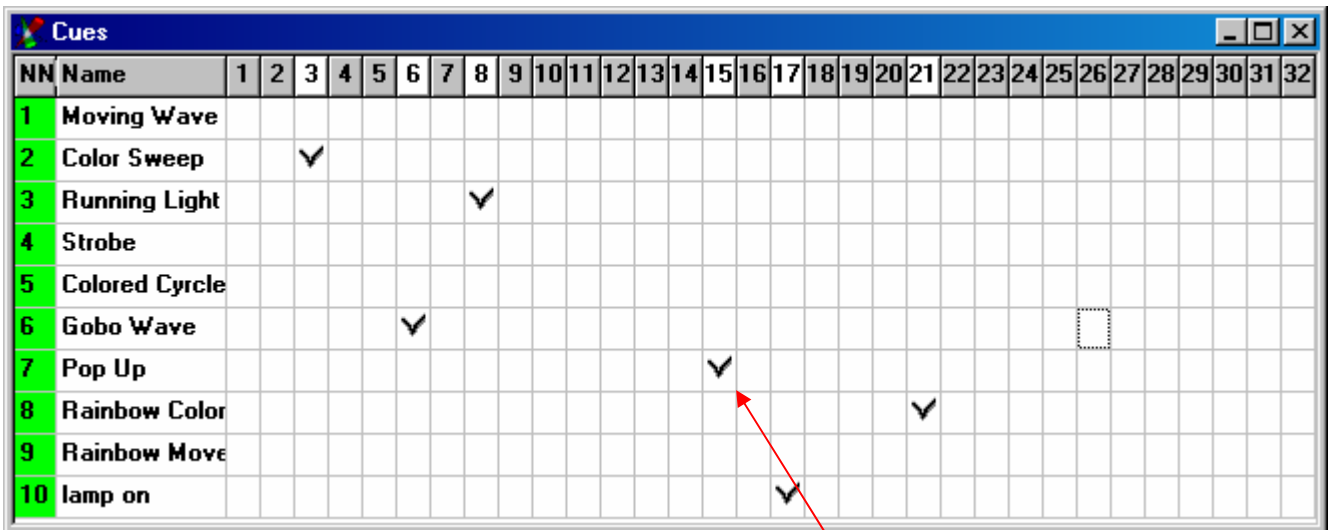 Cues
NN Name 1 2 3 4 5 6 7 8 9 10 11 12 13 14 15 16 17 18 19 20 21 22 23 24 25 26 27 28 29 30 31 32
1 Moving Wave
2 Color Sweep
3 Running Light
4 Strobe
5 Colored Cyrcle
6 Gobo Wave
7 Pop Up
8 Rainbow Color
9 Rainbow Move
10 lamp on